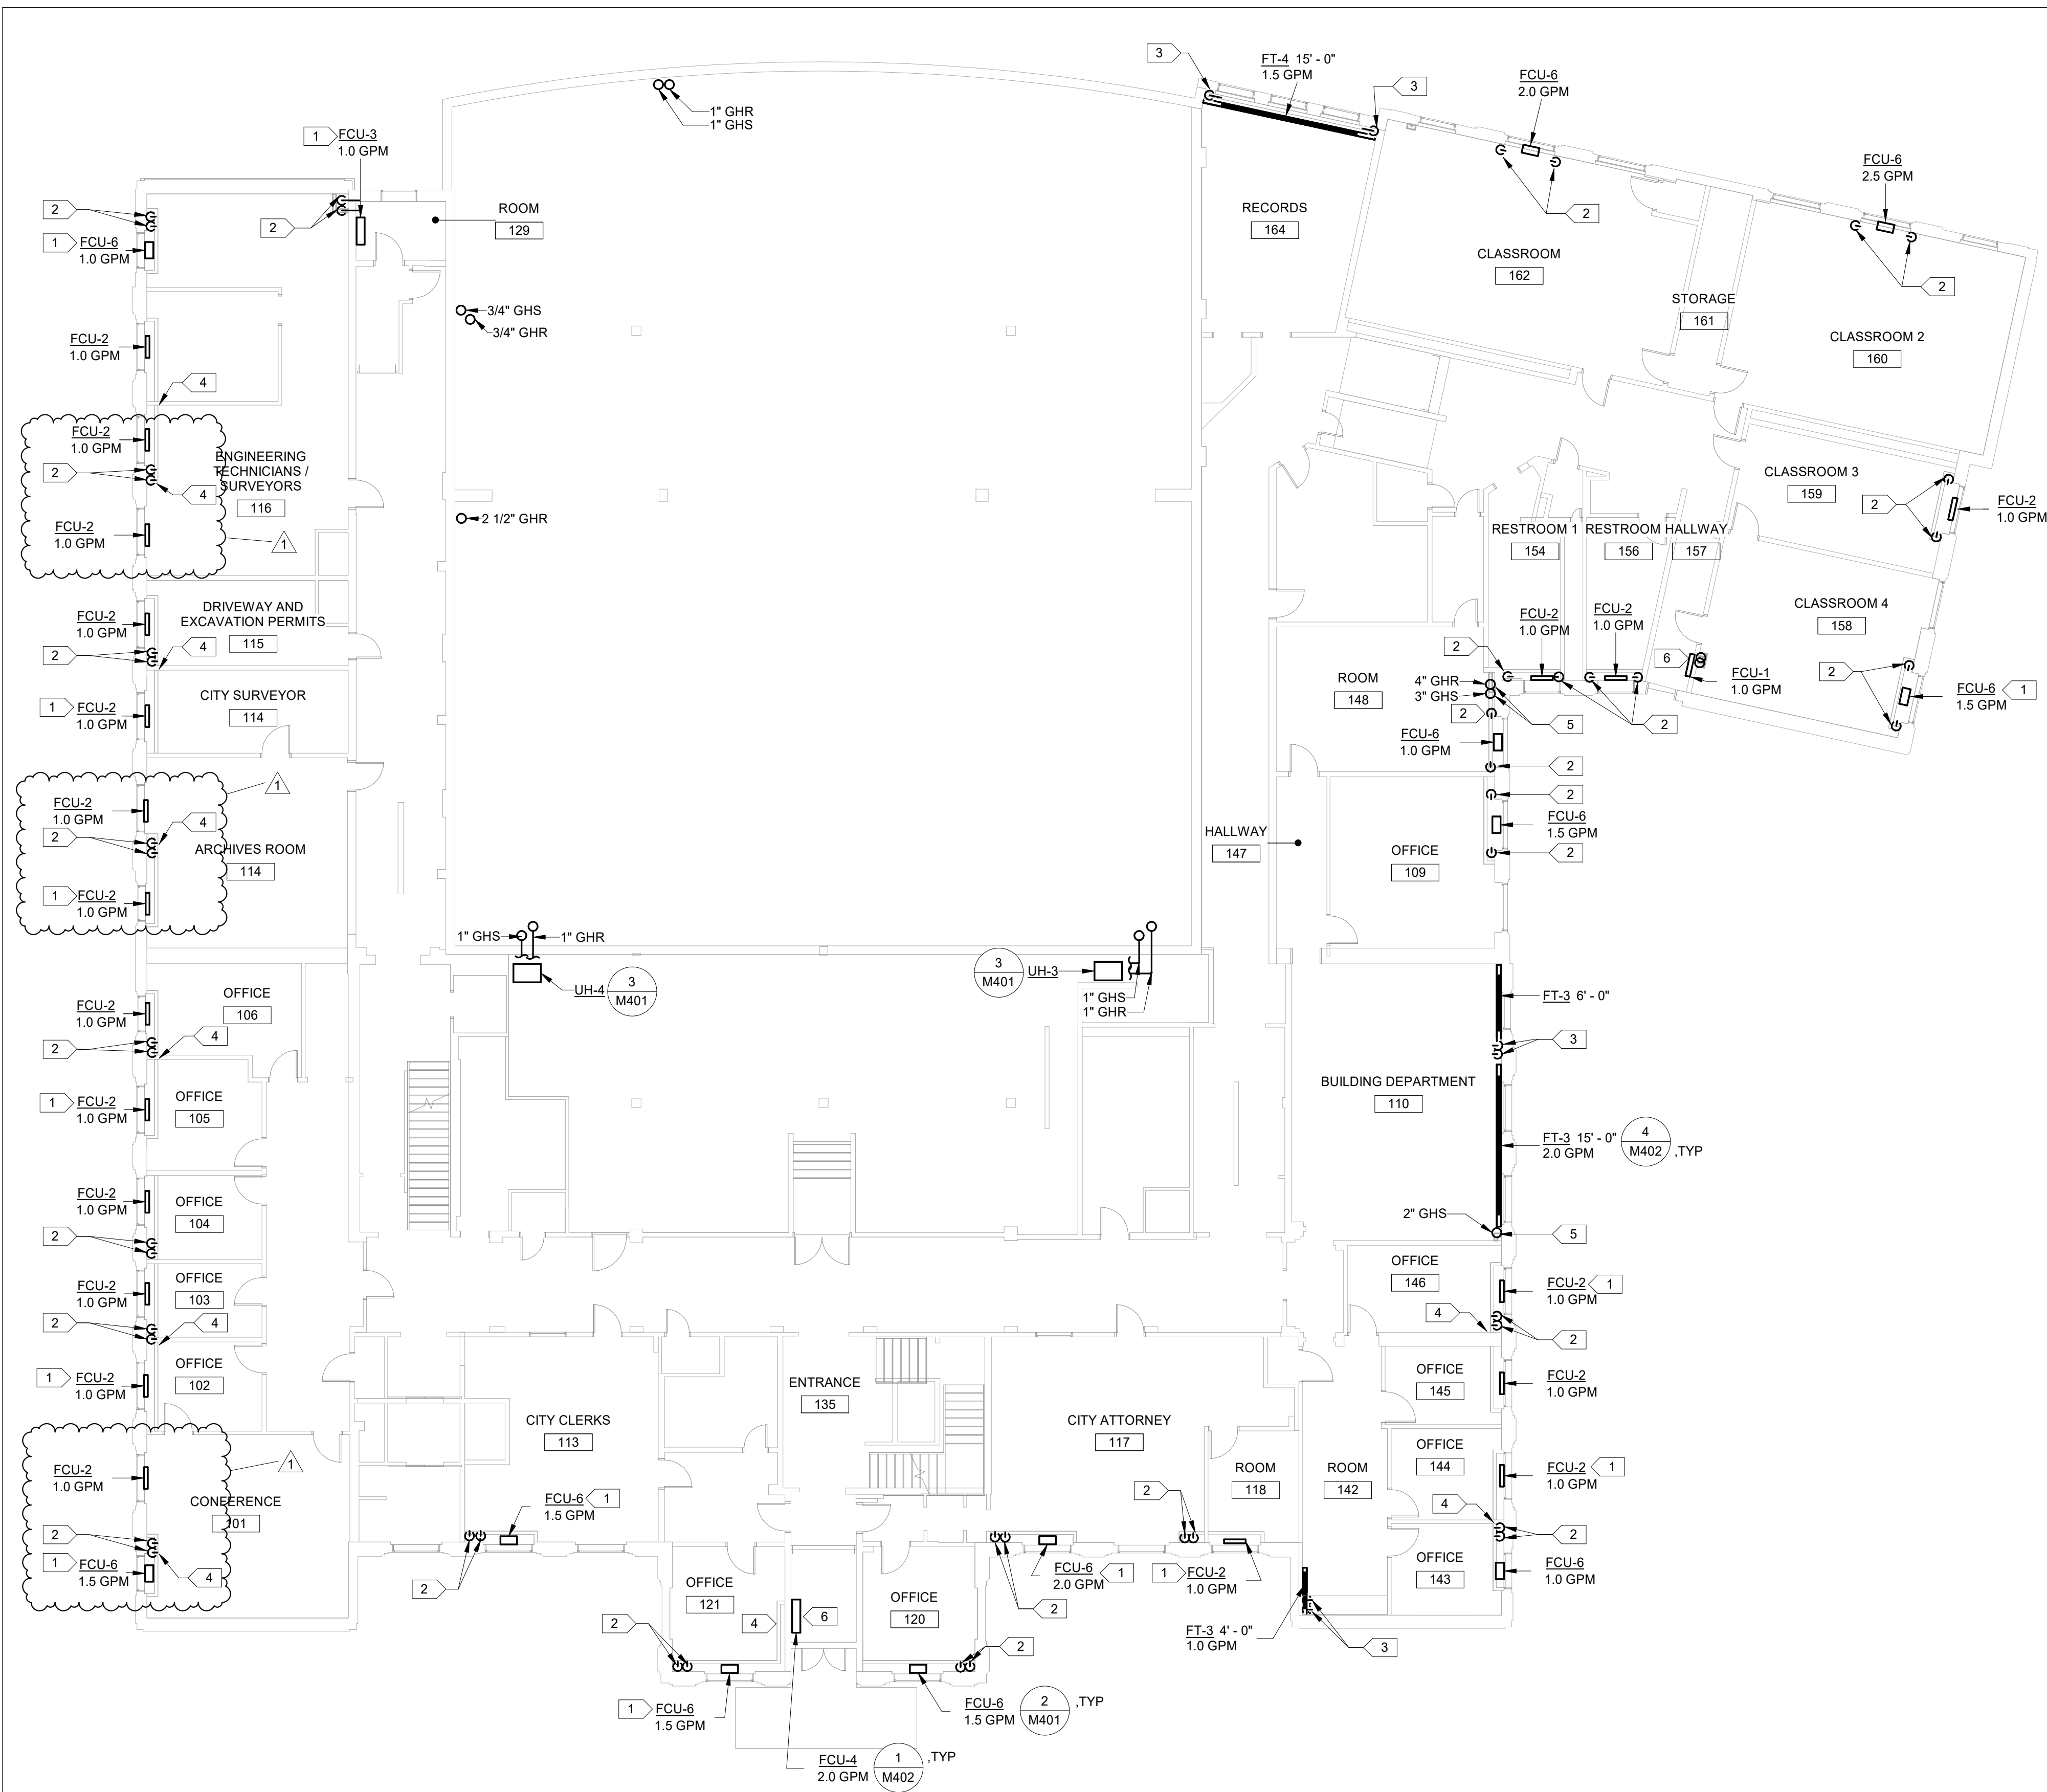 3
FT-4 15' - 0"
1.5 GPM
3
FCU-6
2.0 GPM
1" GHR
1" GHS
1
FCU-3
1.0 GPM
2
FCU-6
2.5 GPM
2
2
ROOM
129
RECORDS
164
1
FCU-6
1.0 GPM
CLASSROOM
162
2
STORAGE
161
3/4" GHS
3/4" GHR
FCU-2
1.0 GPM
CLASSROOM 2
160
4
FCU-2
1.0 GPM
2
4
ENGINEERING
TECHNICIANS /
SURVEYORS
116
CLASSROOM 3
159
2
FCU-2
1.0 GPM
2 1/2" GHR
FCU-2
1.0 GPM
1
RESTROOM 1
154
RESTROOM
156
HALLWAY
157
DRIVEWAY AND
EXCAVATION PERMITS
115
FCU-2
1.0 GPM
2
4
FCU-2
1.0 GPM
FCU-2
1.0 GPM
CLASSROOM 4
158
2
6
FCU-1
1.0 GPM
2
FCU-6
1.5 GPM
1
ROOM
148
4" GHR
3" GHS
2
5
2
CITY SURVEYOR
114
1
FCU-2
1.0 GPM
FCU-6
1.0 GPM
2
1
FCU-2
1.0 GPM
2
4
ARCHIVES ROOM
114
1
FCU-2
1.0 GPM
2
FCU-6
1.5 GPM
2
HALLWAY
147
OFFICE
109
1" GHS
1" GHR
UH-4
3
M401
3
M401
UH-3
1" GHS
1" GHR
OFFICE
106
FCU-2
1.0 GPM
4
2
FT-3 6' - 0"
3
1
FCU-2
1.0 GPM
OFFICE
105
BUILDING DEPARTMENT
110
FT-3 15' - 0"
2.0 GPM
4
M402
,TYP
FCU-2
1.0 GPM
OFFICE
104
2
2" GHS
5
FCU-2
1.0 GPM
OFFICE
103
2
4
OFFICE
146
FCU-2
1.0 GPM
1
4
2
1
FCU-2
1.0 GPM
OFFICE
102
ENTRANCE
135
OFFICE
145
FCU-2
1.0 GPM
CITY CLERKS
113
CITY ATTORNEY
117
1
FCU-2
1.0 GPM
CONFERENCE
101
2
1
FCU-6
1.5 GPM
4
FCU-6
1.5 GPM
1
2
2
ROOM
118
ROOM
142
OFFICE
144
FCU-2
1.0 GPM
1
4
2
OFFICE
143
FCU-6
1.0 GPM
FCU-6
2.0 GPM
1
2
1
FCU-2
1.0 GPM
OFFICE
121
4
6
OFFICE
120
2
2
FT-3 4' - 0"
1.0 GPM
3
1
FCU-6
1.5 GPM
FCU-6
1.5 GPM
2
M401
,TYP
FCU-4
2.0 GPM
1
M402
,TYP